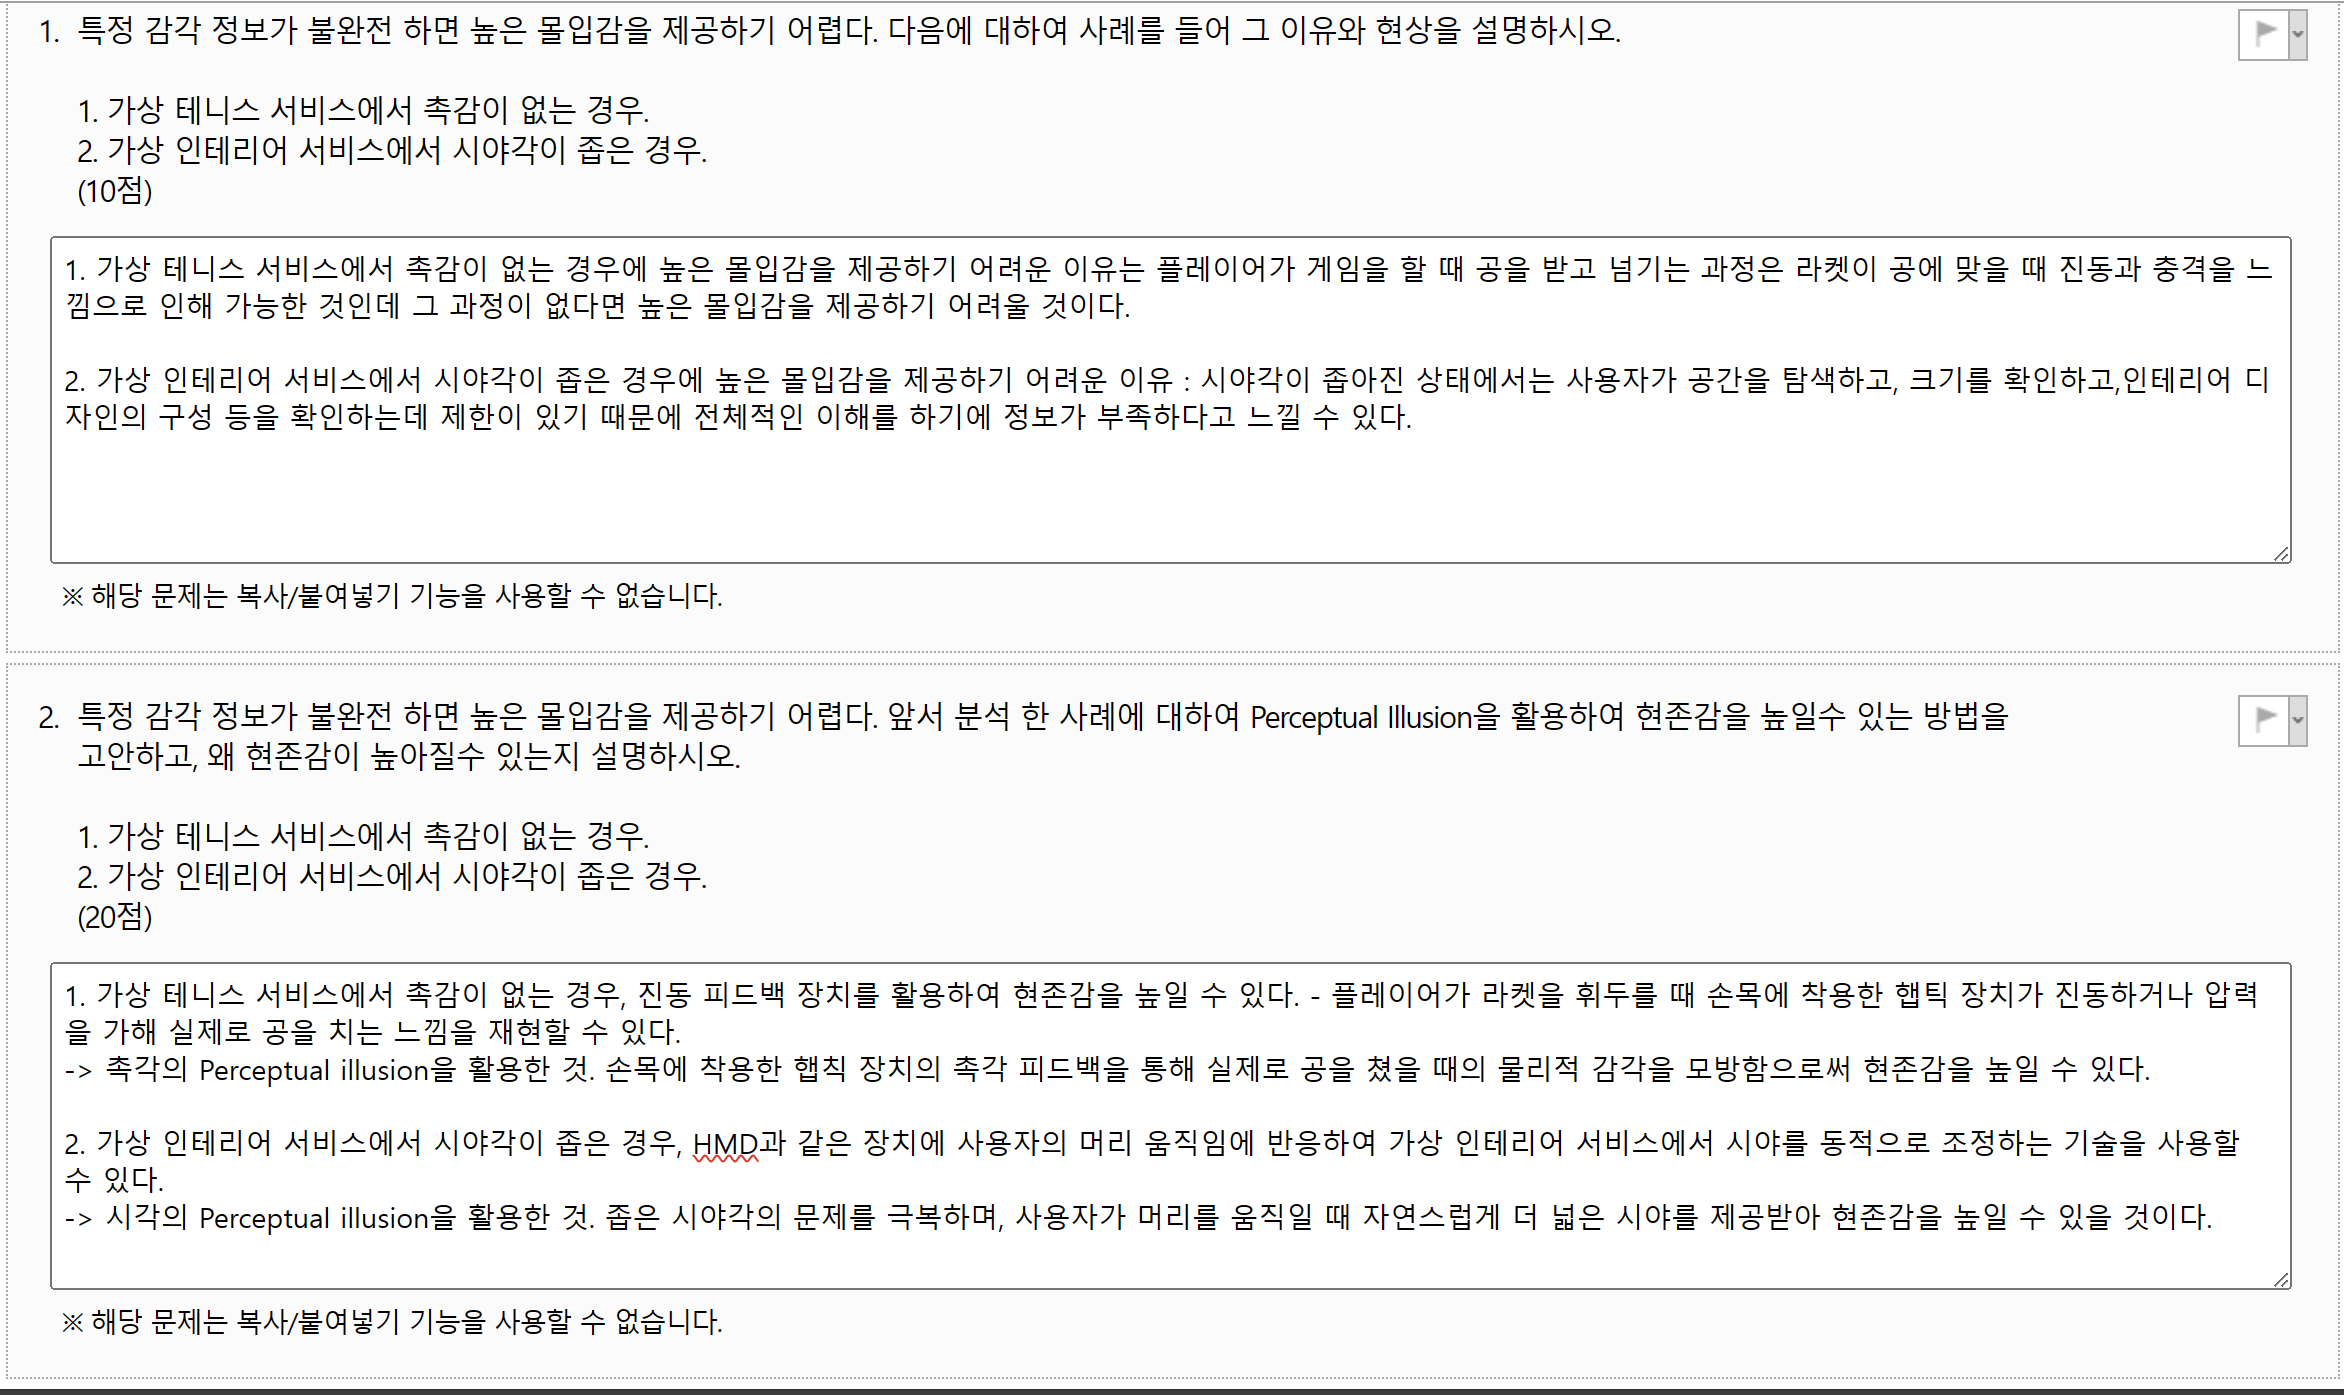 1. 특정 감각 정보가 불완전 하면 높은 몰입감을 제공하기 어렵다. 다음에 대하여 사례를 들어 그 이유와 현상을 설명하시오.
1. 가상 테니스 서비스에서 촉감이 없는 경우.
2. 가상 인테리어 서비스에서 시야각이 좁은 경우.
(10점)
1. 가상 테니스 서비스에서 촉감이 없는 경우에 높은 몰입감을 제공하기 어려운 이유는 플레이어가 게임을 할 때 공을 받고 넘기는 과정은 라켓이 공에 맞을 때 진동과 충격을 느
낌으로 인해 가능한 것인데 그 과정이 없다면 높은 몰입감을 제공하기 어려울 것이다.
2. 가상 인테리어 서비스에서 시야각이 좁은 경우에 높은 몰입감을 제공하기 어려운 이유 : 시야각이 좁아진 상태에서는 사용자가 공간을 탐색하고, 크기를 확인하고,인테리어 디
자인의 구성 등을 확인하는데 제한이 있기 때문에 전체적인 이해를 하기에 정보가 부족하다고 느낄 수 있다.
※ 해당 문제는 복사/붙여넣기 기능을 사용할 수 없습니다.
2. 특정 감각 정보가 불완전 하면 높은 몰입감을 제공하기 어렵다. 앞서 분석 한 사례에 대하여 Perceptual Illusion을 활용하여 현존감을 높일수 있는 방법을
고안하고, 왜 현존감이 높아질수 있는지 설명하시오.
1. 가상 테니스 서비스에서 촉감이 없는 경우.
2. 가상 인테리어 서비스에서 시야각이 좁은 경우.
(20점)
1. 가상 테니스 서비스에서 촉감이 없는 경우, 진동 피드백 장치를 활용하여 현존감을 높일 수 있다. - 플레이어가 라켓을 휘두를 때 손목에 착용한 햅틱 장치가 진동하거나 압력
을 가해 실제로 공을 치는 느낌을 재현할 수 있다.
-> 촉각의 Perceptual illusion을 활용한 것. 손목에 착용한 햅칙 장치의 촉각 피드백을 통해 실제로 공을 쳤을 때의 물리적 감각을 모방함으로써 현존감을 높일 수 있다.
2. 가상 인테리어 서비스에서 시야각이 좁은 경우, HMD과 같은 장치에 사용자의 머리 움직임에 반응하여 가상 인테리어 서비스에서 시야를 동적으로 조정하는 기술을 사용할
수 있다.
-> 시각의 Perceptual illusion을 활용한 것. 좁은 시야각의 문제를 극복하며, 사용자가 머리를 움직일 때 자연스럽게 더 넓은 시야를 제공받아 현존감을 높일 수 있을 것이다.
※ 해당 문제는 복사/붙여넣기 기능을 사용할 수 없습니다.